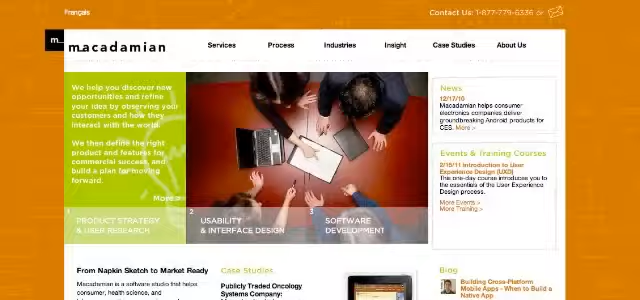 Français
Contact Us: 1-877-779-6336 or
m_
macadamian
Services Process Industries Insight Case Studies About Us
We help you discover new
opportunities and refine
your idea by observing your
customers and how they
interact with the world.
We then define the right
product and features for
commercial success, and
build a plan for moving
forward.
More >
1 PRODUCT STRATEGY
& USER RESEARCH
2 USABILITY
& INTERFACE DESIGN
3 SOFTWARE
DEVELOPMENT
News
12/17/10
Macadamian helps consumer
electronics companies deliver
groundbreaking Android products for
CES. More >
Events & Training Courses
2/15/11 Introduction to User
Experience Design (UXD)
This one-day course introduces you to
the essentials of the User Experience
Design process.
More Events >
More Training >
From Napkin Sketch to Market Ready
Macadamian is a software studio that helps
consumer, health science, and
Case Studies
Publicly Traded Oncology
Systems Company:
Blog
Building Cross-Platform
Mobile Apps - When to Build a
Native App